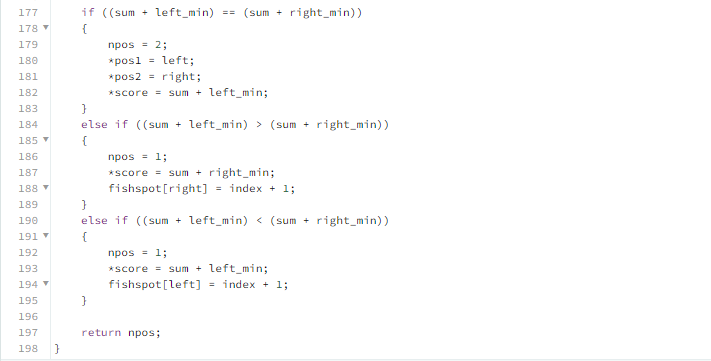 177 if ((sum + left_min) == (sum + right_min))
178 {
179 npos = 2;
180 *pos1 = left;
181 *pos2 = right;
182 *score = sum + left_min;
183 }
184 else if ((sum + left_min) > (sum + right_min))
185 {
186 npos = 1;
187 *score = sum + right_min;
188 fishspot[right] = index + 1;
189 }
190 else if ((sum + left_min) < (sum + right_min))
191 {
192 npos = 1;
193 *score = sum + left_min;
194 fishspot[left] = index + 1;
195 }
196
197 return npos;
198 }